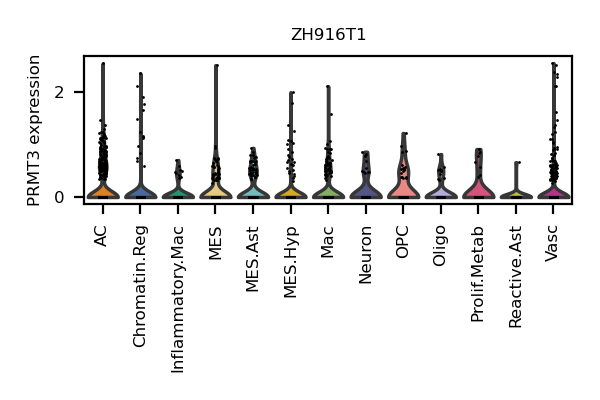 ZH916T1
PRMT3 expression
2
0
AC
Chromatin.Reg
Inflammatory.Mac
MES
MES.Ast
MES.Hyp
Mac
Neuron
OPC
Oligo
Prolif.Metab
Reactive.Ast
Vasc